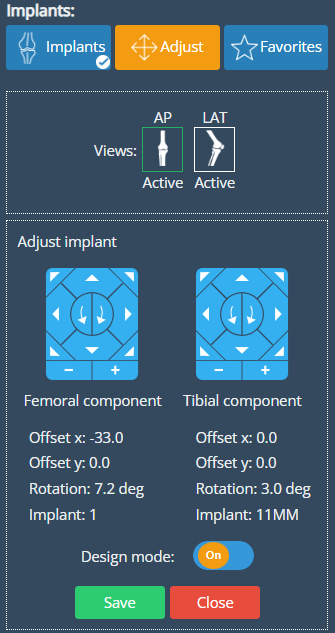 Implants:
Implants Adjust Favorites
AP LAT
Views:
Active Active
Adjust implant
− + − +
Femoral component Tibial component
Offset x: -33.0 Offset x: 0.0
Offset y: 0.0 Offset y: 0.0
Rotation: 7.2 deg Rotation: 3.0 deg
Implant: 1 Implant: 11MM
Design mode: On
Save Close